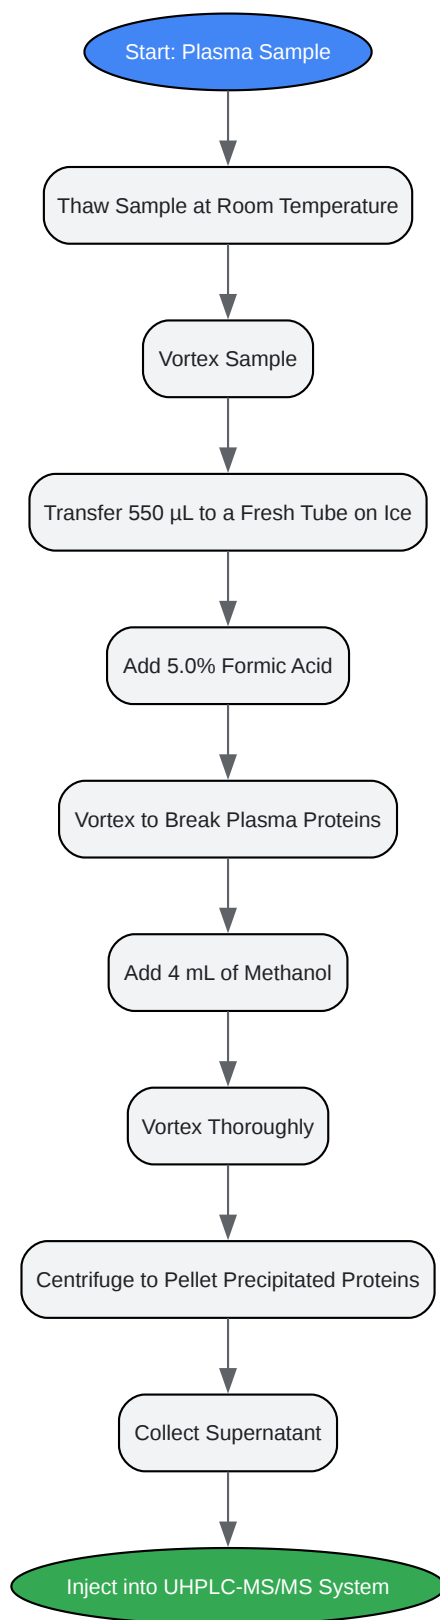 Start: Plasma Sample
Thaw Sample at Room Temperature
Vortex Sample
Transfer 550 µL to a Fresh Tube on Ice
Add 5.0% Formic Acid
Vortex to Break Plasma Proteins
Add 4 mL of Methanol
Vortex Thoroughly
Centrifuge to Pellet Precipitated Proteins
Collect Supernatant
Inject into UHPLC-MS/MS System